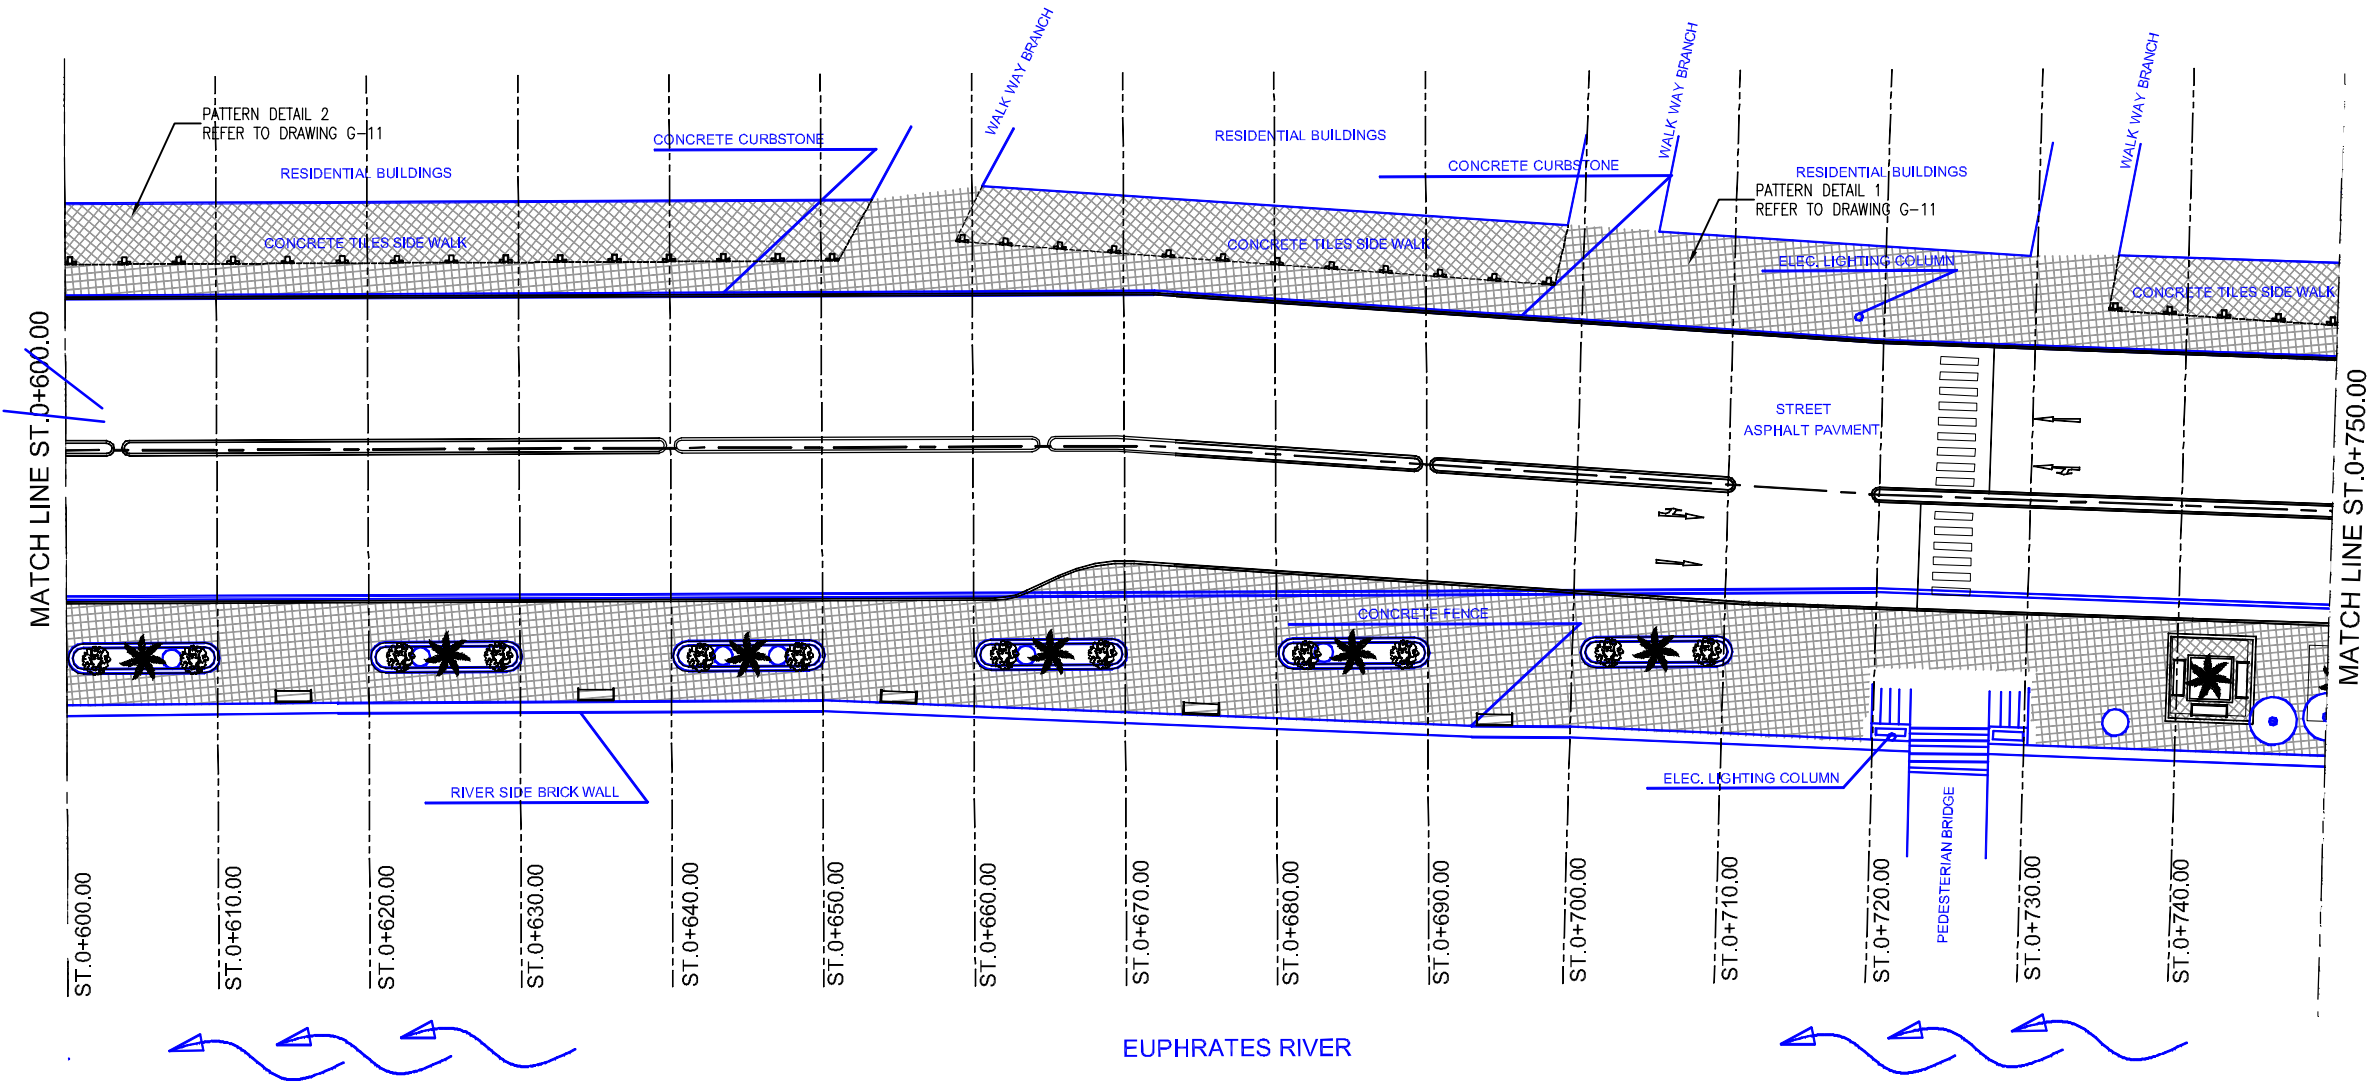 WALK WAY BRANCH
WALK WAY BRANCH
WALK WAY BRANCH
PATTERN DETAIL 2
REFER TO DRAWING G-11
CONCRETE CURBSTONE
RESIDENTIAL BUILDINGS
RESIDENTIAL BUILDINGS
CONCRETE CURBSTONE
RESIDENTIAL BUILDINGS
PATTERN DETAIL 1
REFER TO DRAWING G-11
CONCRETE TILES SIDE WALK
CONCRETE TILES SIDE WALK
ELEC. LIGHTING COLUMN
CONCRETE TILES SIDE WALK
MATCH LINE ST.0+600.00
STREET
ASPHALT PAVMENT
MATCH LINE ST.0+750.00
CONCRETE FENCE
RIVER SIDE BRICK WALL
ELEC. LIGHTING COLUMN
PEDESTERIAN BRIDGE
ST.0+600.00
ST.0+610.00
ST.0+620.00
ST.0+630.00
ST.0+640.00
ST.0+650.00
ST.0+660.00
ST.0+670.00
ST.0+680.00
ST.0+690.00
ST.0+700.00
ST.0+710.00
ST.0+720.00
ST.0+730.00
ST.0+740.00
EUPHRATES RIVER